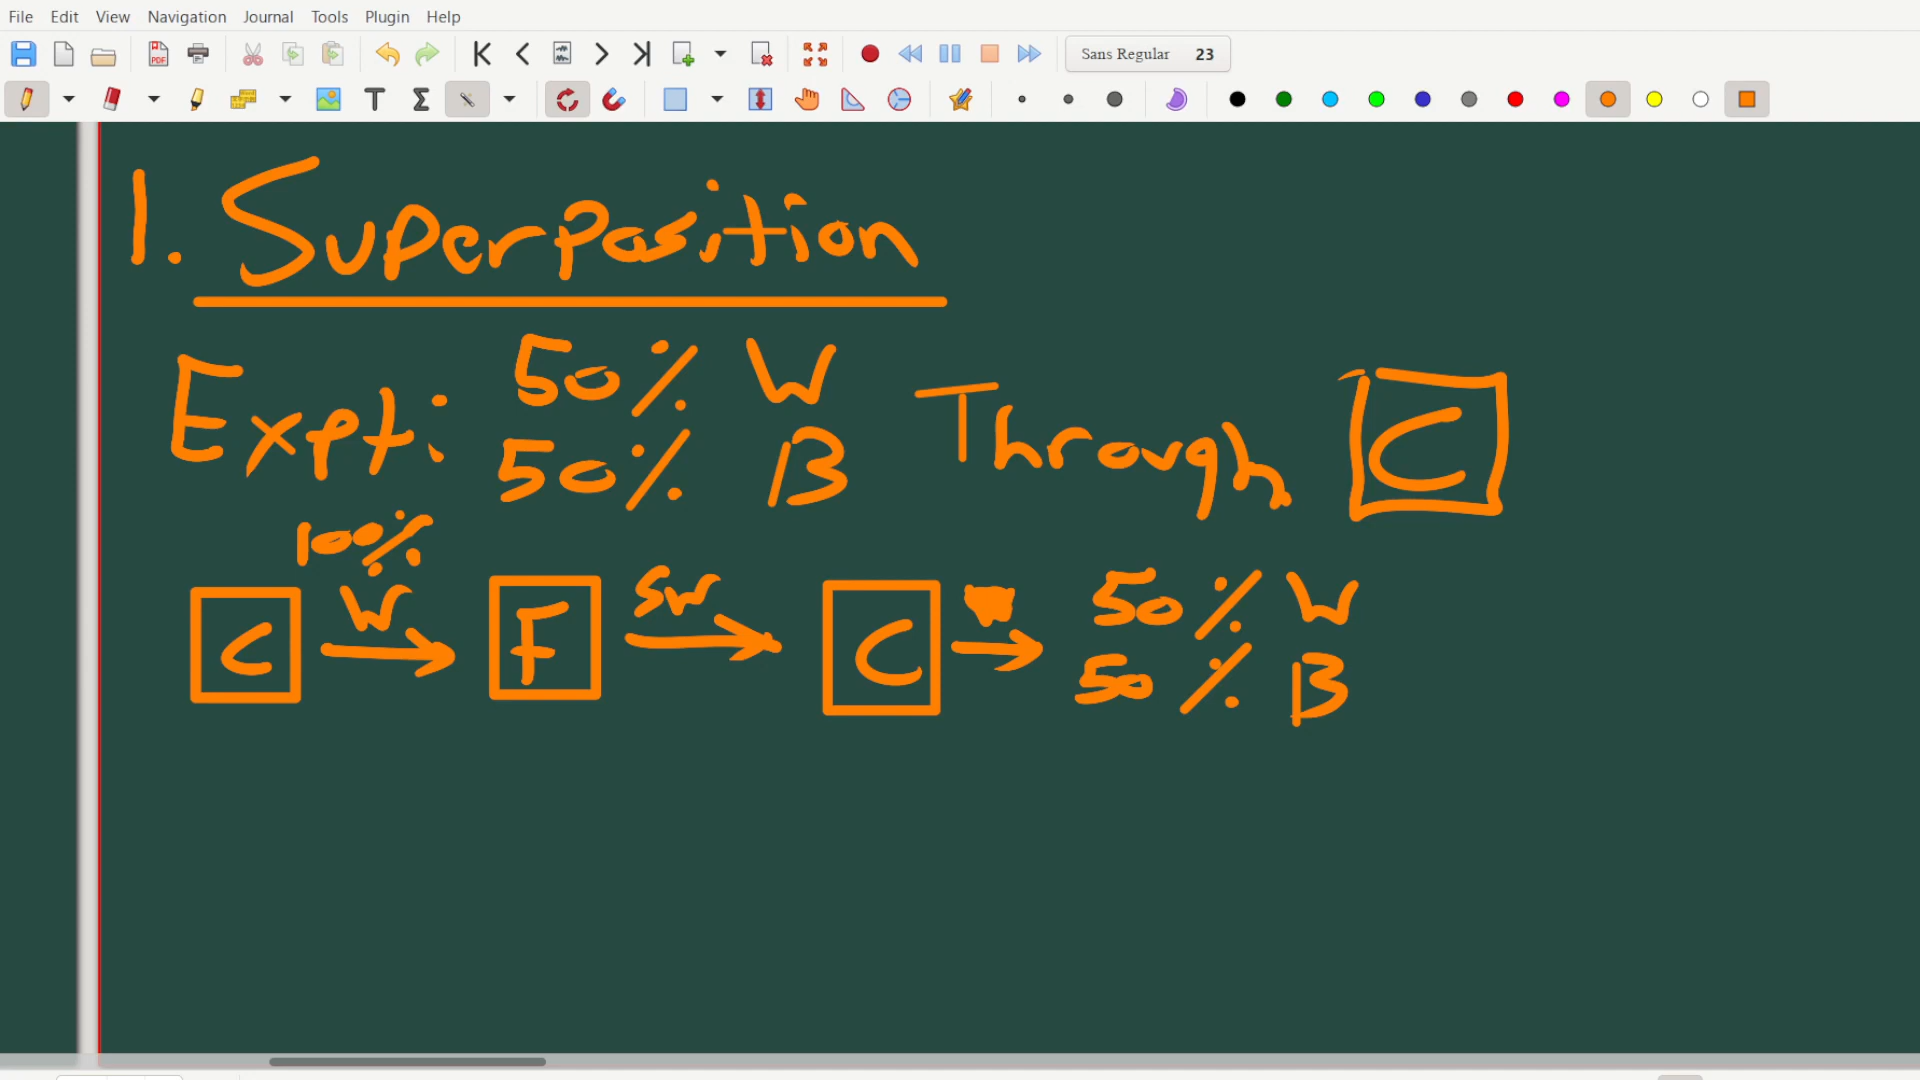 File Edit View Navigation Journal Tools Plugin Help
Sans Regular 23
1. Superposition
Expt: 50% W Through C
50% B
100%
C W F SW C 50% W
50% B